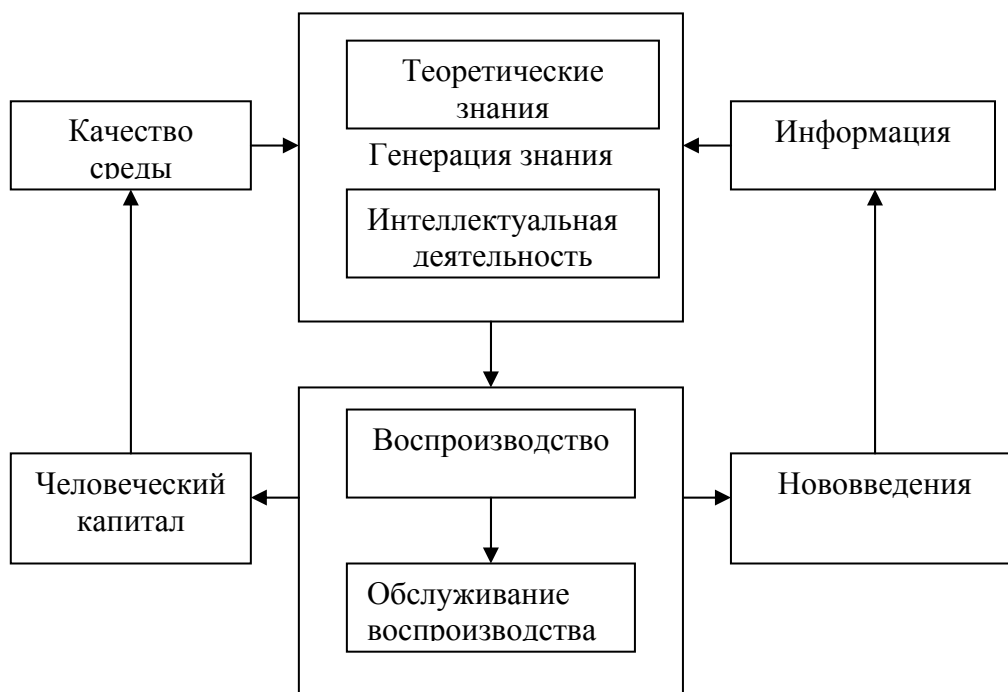 Теоретические
знания
Качество
среды
Информация
Генерация знания
Интеллектуальная
деятельность
Воспроизводство
Человеческий
капитал
Нововведения
Обслуживание
воспроизводства